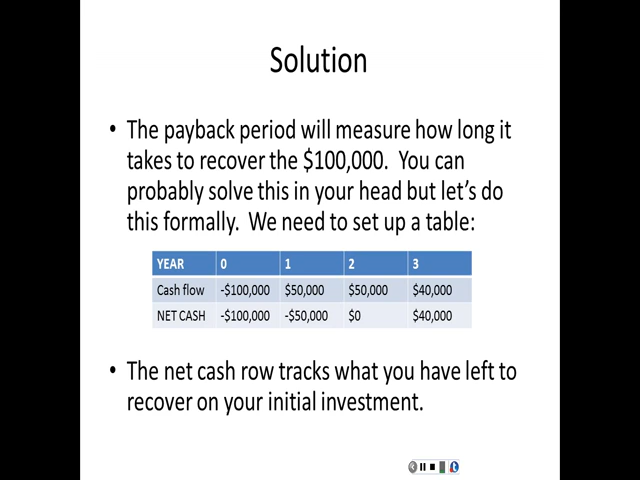 Solution
• The payback period will measure how long it
takes to recover the $100,000.  You can
probably solve this in your head but let’s do
this formally.  We need to set up a table:
YEAR 0 1 2 3
Cash flow -$100,000 $50,000 $50,000 $40,000
NET CASH -$100,000 -$50,000 $0 $40,000
• The net cash row tracks what you have left to
recover on your initial investment.